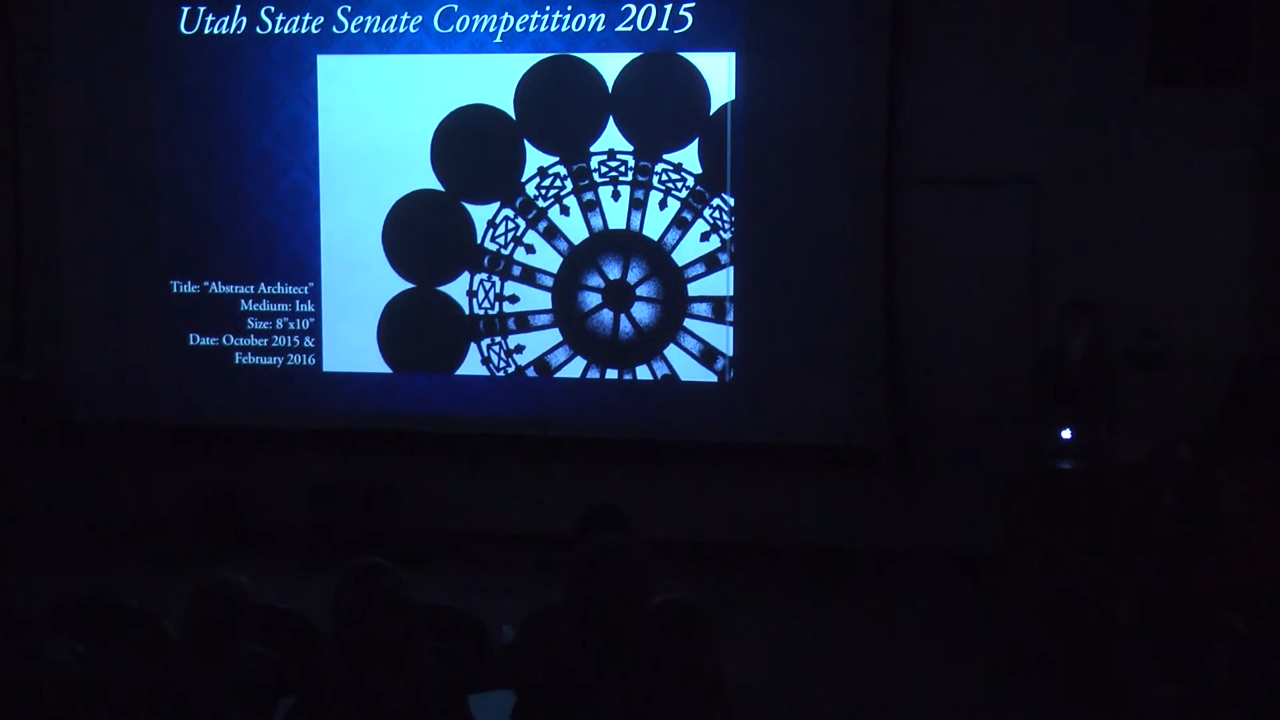 Utah State Senate Competition 2015
Title: “Abstract Architect”
Medium: Ink
Size: 8”x10”
Date: October 2015 &
February 2016